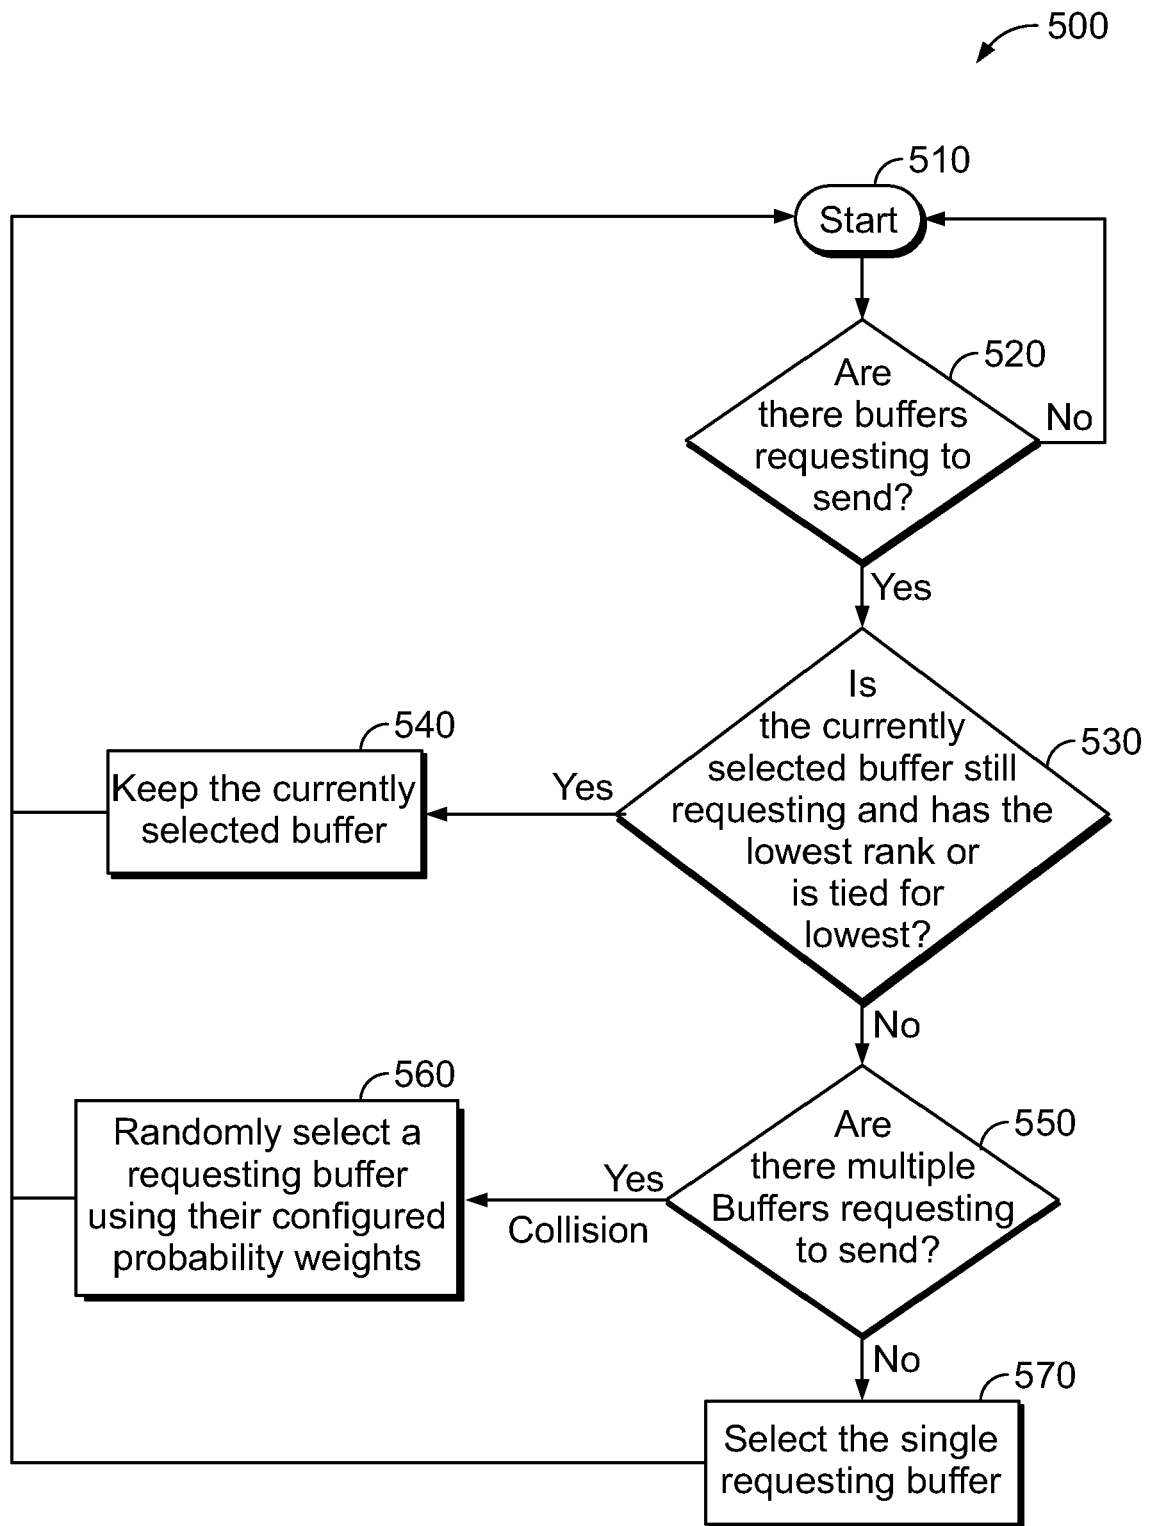 500
510
Start
520
Are
there buffers
requesting to
send?
No
Yes
Is
the currently
selected buffer still
requesting and has the
lowest rank or
is tied for
lowest?
530
540
Keep the currently
selected buffer
Yes
No
560
Randomly select a
requesting buffer
using their configured
probability weights
Yes
Collision
Are
there multiple
Buffers requesting
to send?
550
No
570
Select the single
requesting buffer